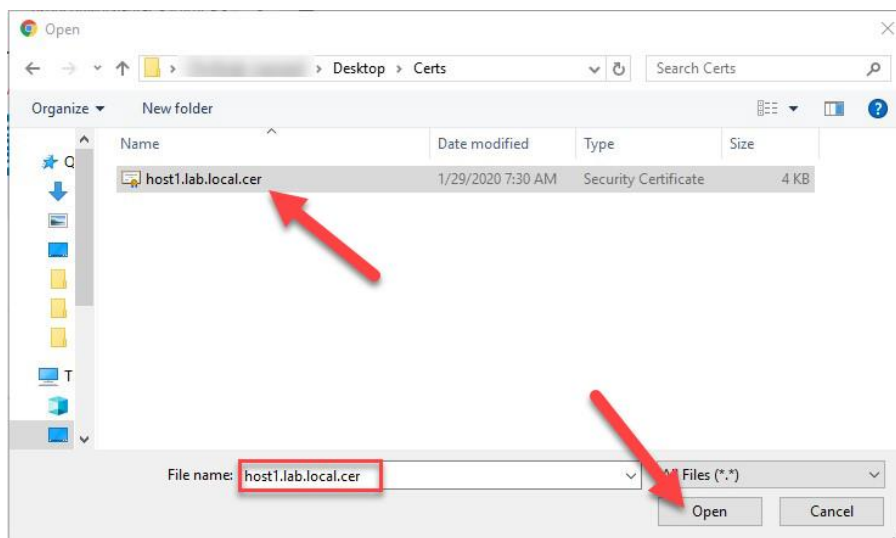 Open
Desktop > Certs
Search Certs
Organize
New folder
Name
Date modified
Type
Size
host1.lab.local.cer
1/29/2020 7:30 AM
Security Certificate
4 KB
Q
T
File name:
host1.lab.local.cer
Files (*.*)
Open
Cancel